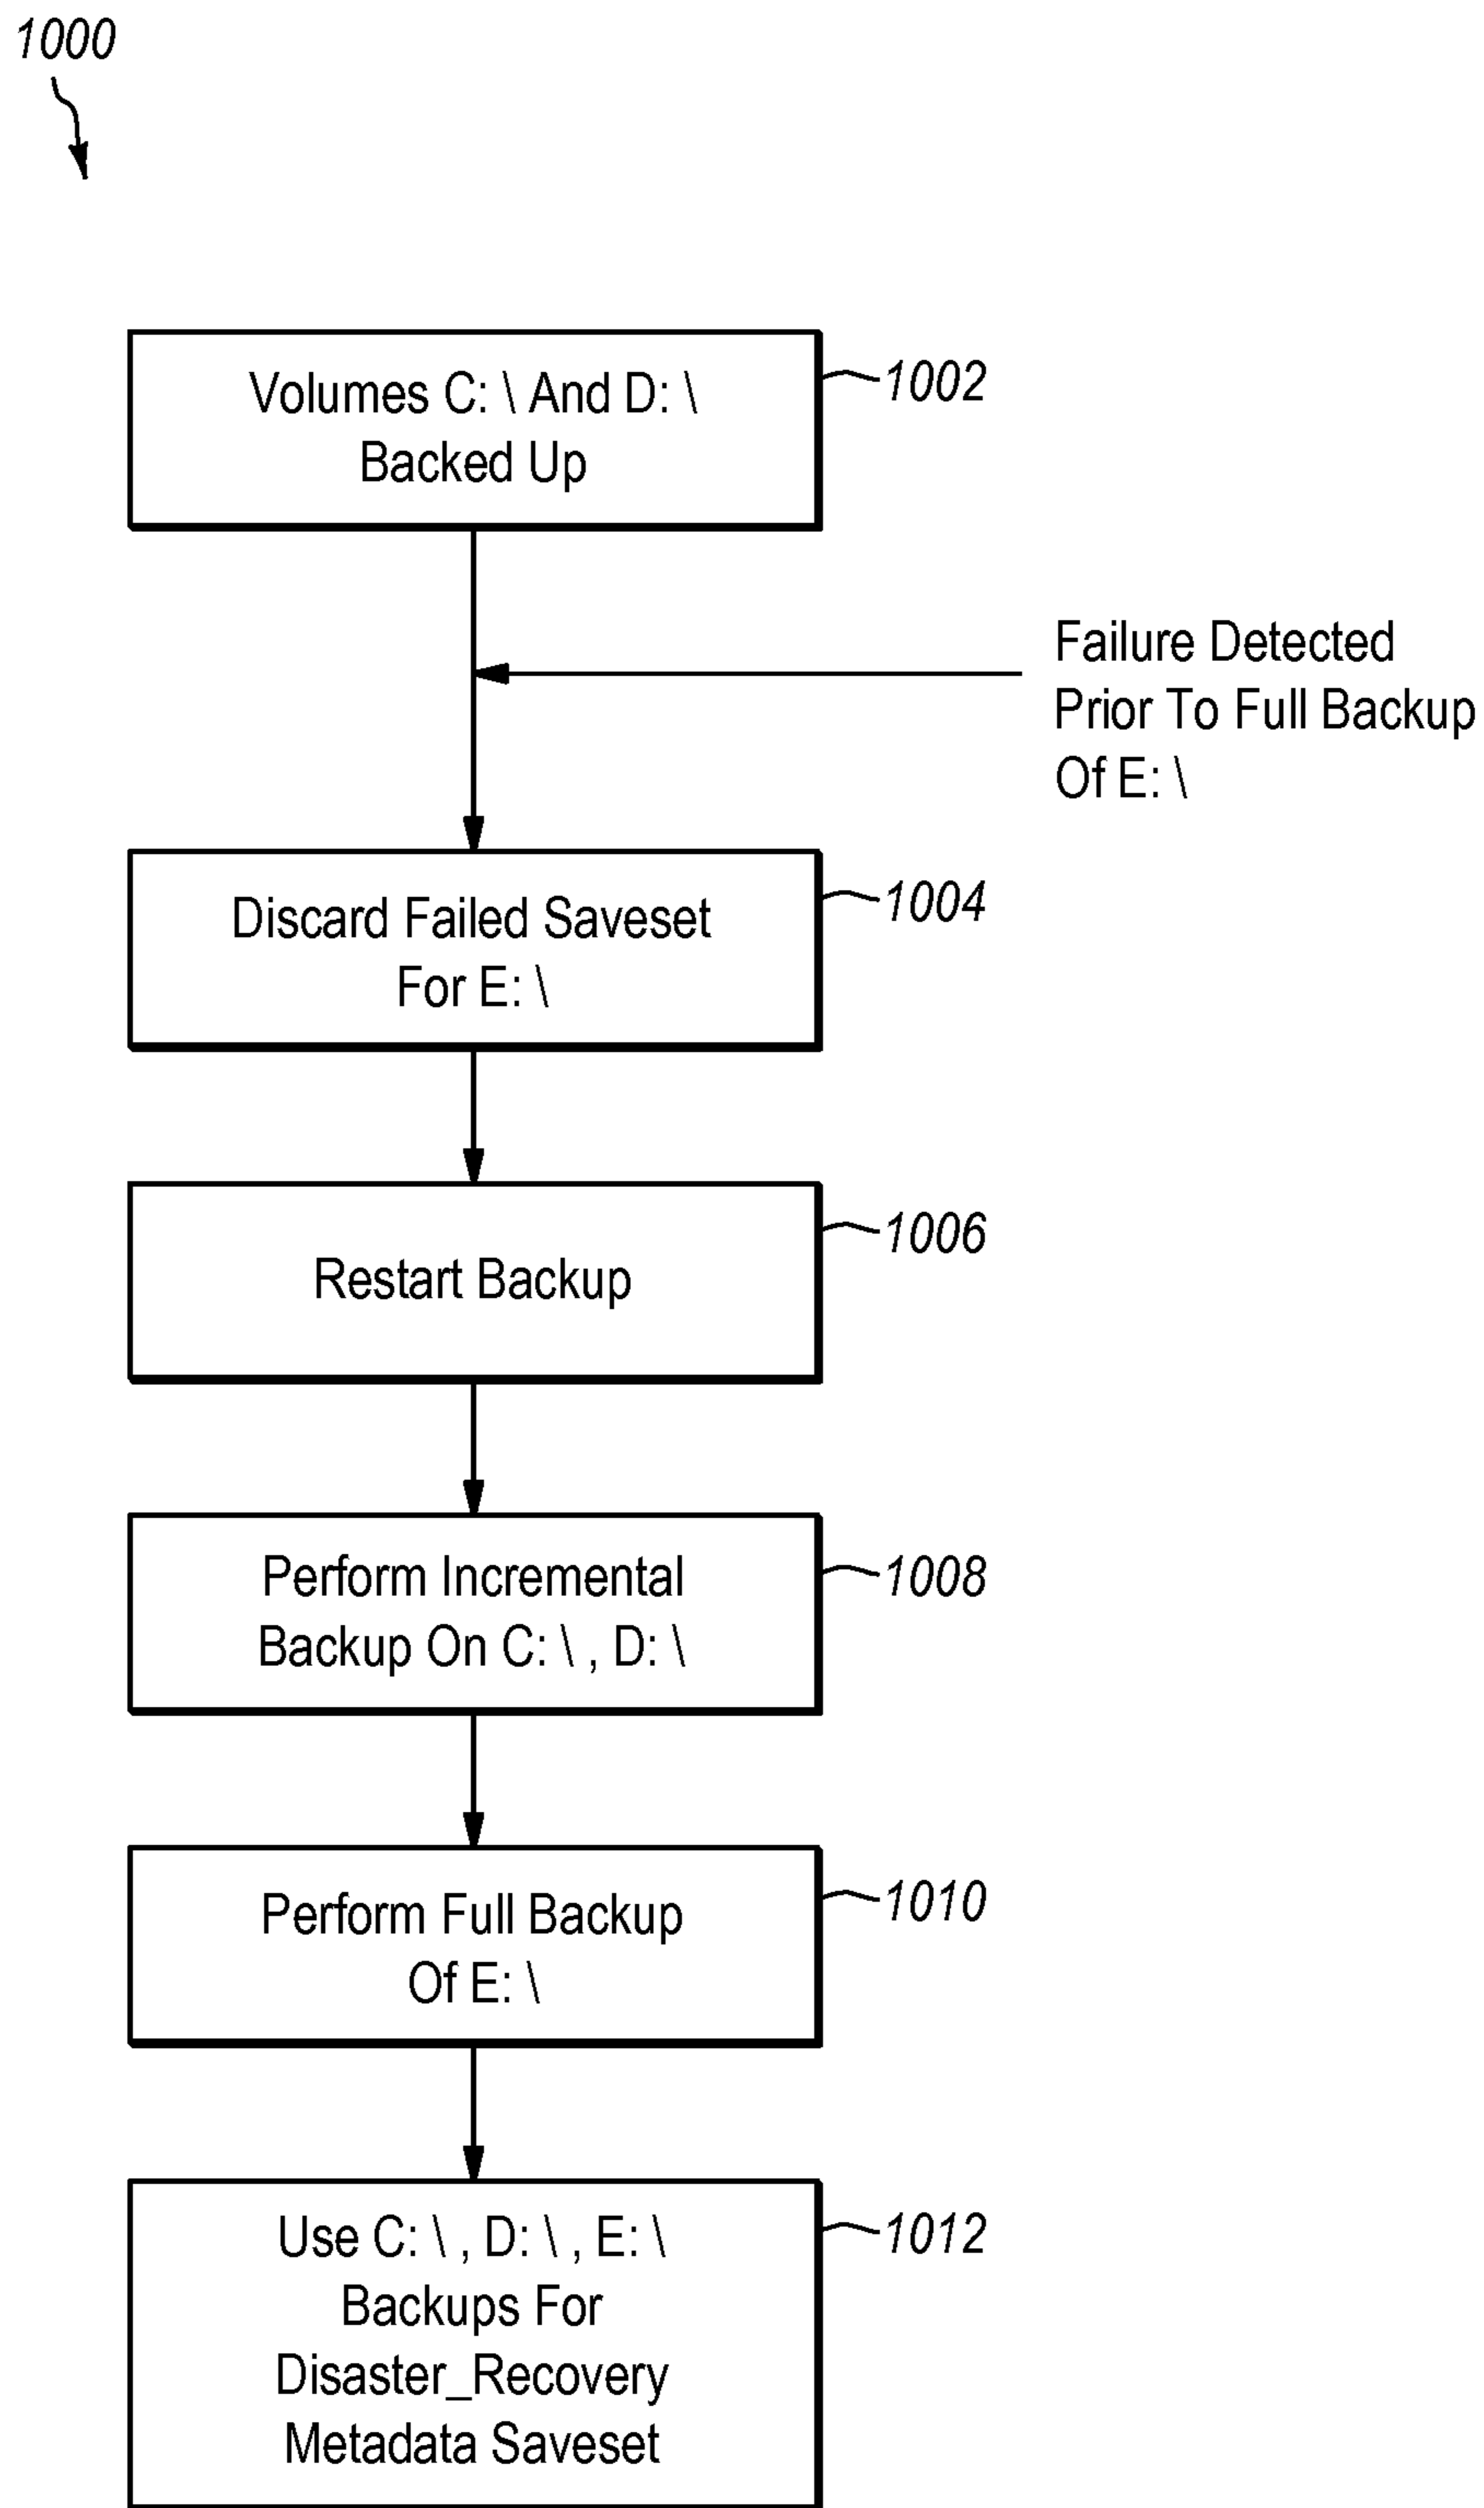 1000
Volumes C: \ And D: \
Backed Up
1002
Failure Detected
Prior To Full Backup
Of E: \
Discard Failed Saveset
For E: \
1004
Restart Backup
1006
Perform Incremental
Backup On C: \ , D: \
1008
Perform Full Backup
Of E: \
1010
Use C: \ , D: \ , E: \
Backups For
Disaster_Recovery
Metadata Saveset
1012